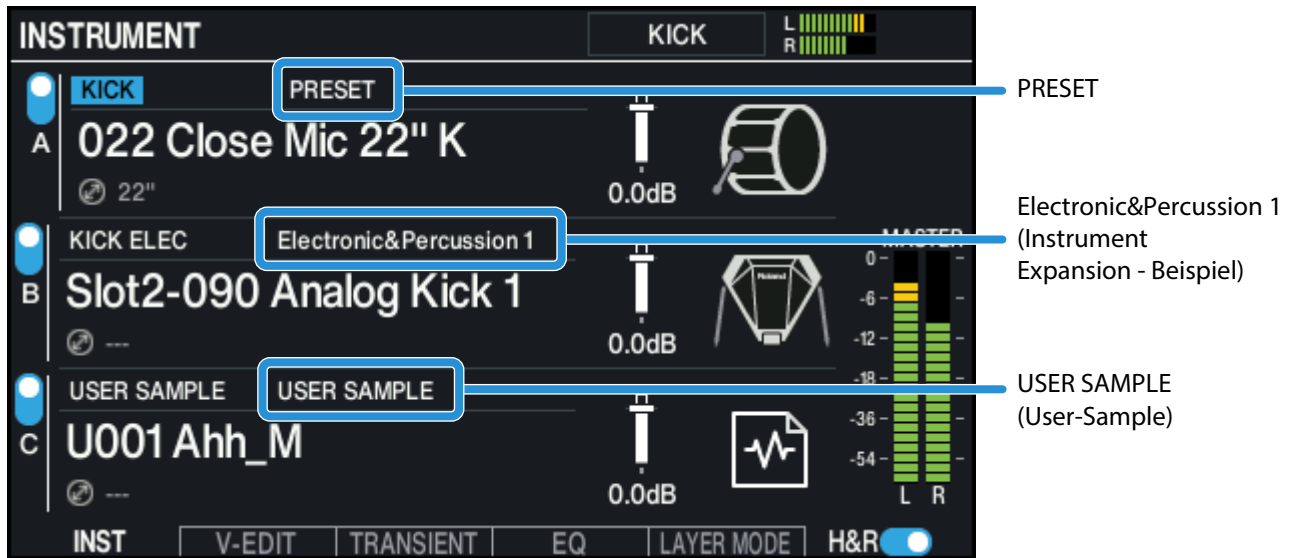 INSTRUMENT
KICK
L
R
KICK PRESET
PRESET
A
022 Close Mic 22" K
22"
0.0dB
KICK ELEC Electronic&Percussion 1
Electronic&Percussion 1
(Instrument
Expansion - Beispiel)
MASTER
B
Slot2-090 Analog Kick 1
Roland
---
0.0dB
0
-6
-12
-18
-36
-54
L R
USER SAMPLE USER SAMPLE
USER SAMPLE
(User-Sample)
C
U001 Ahh_M
---
0.0dB
INST V-EDIT TRANSIENT EQ LAYER MODE H&R